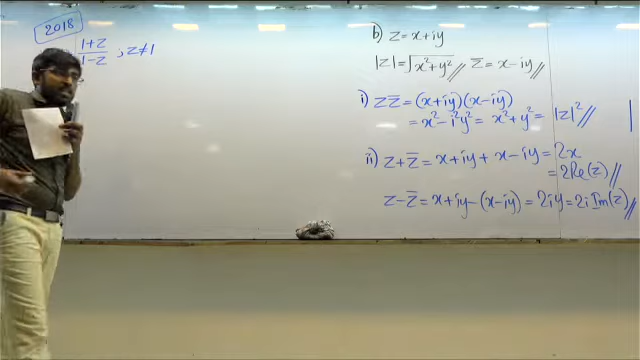 2018
1+z/1-z ; z≠1
b) z = x+iy
|z| = √x²+y² // z̄ = x-iy //
i) zz̄ = (x+iy)(x-iy)
= x²-i²y² = x²+y² = |z|² //
ii) z+z̄ = x+iy + x-iy = 2x
= 2Re(z) //
z-z̄ = x+iy-(x-iy) = 2iy = 2i Im(z) //